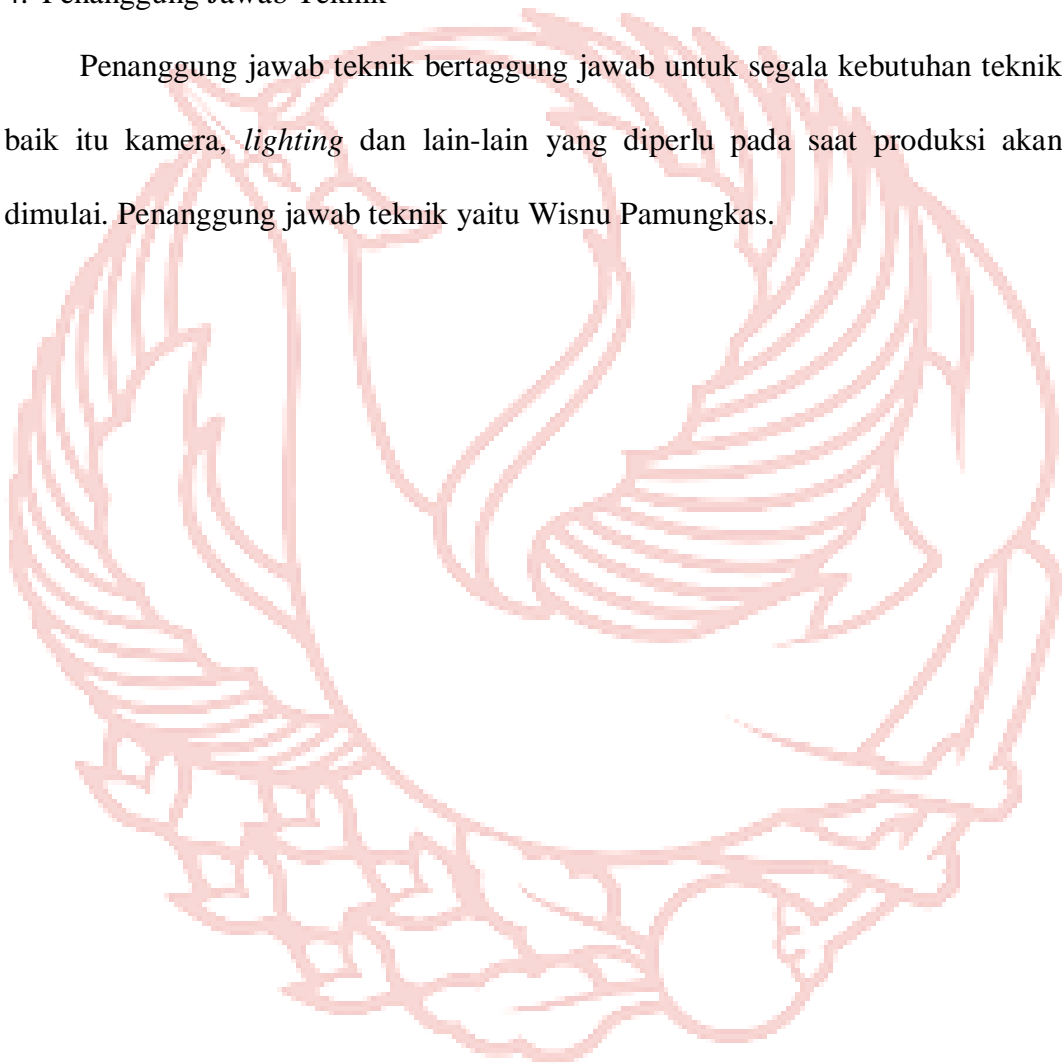 4. Penanggung Jawab Teknik
Penanggung jawab teknik bertaggung jawab untuk segala kebutuhan teknik
baik itu kamera, lighting dan lain-lain yang diperlu pada saat produksi akan
dimulai. Penanggung jawab teknik yaitu Wisnu Pamungkas.